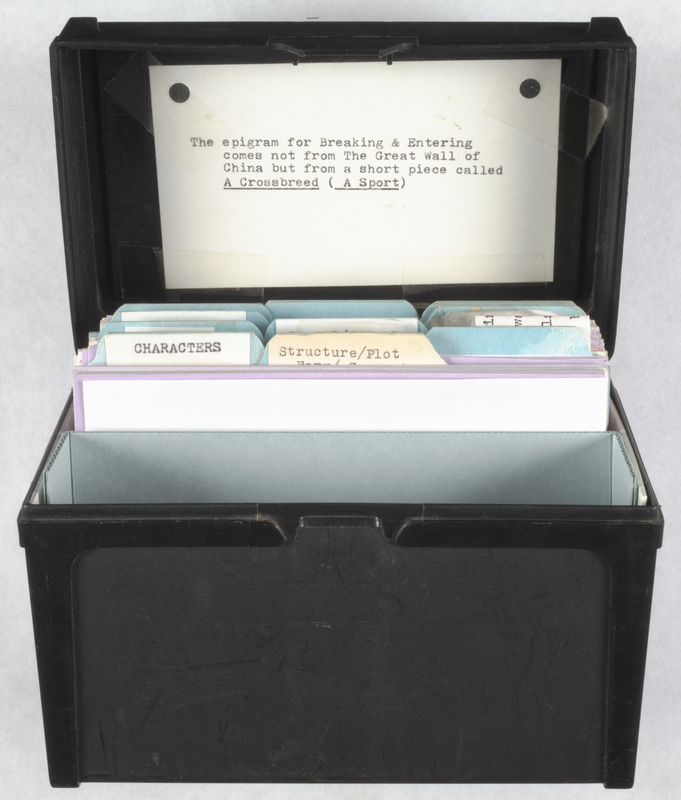 The epigram for Breaking & Entering
comes not from The Great Wall of
China but from a short piece called
A Crossbreed ( A Sport)
CHARACTERS
Structure/Plot